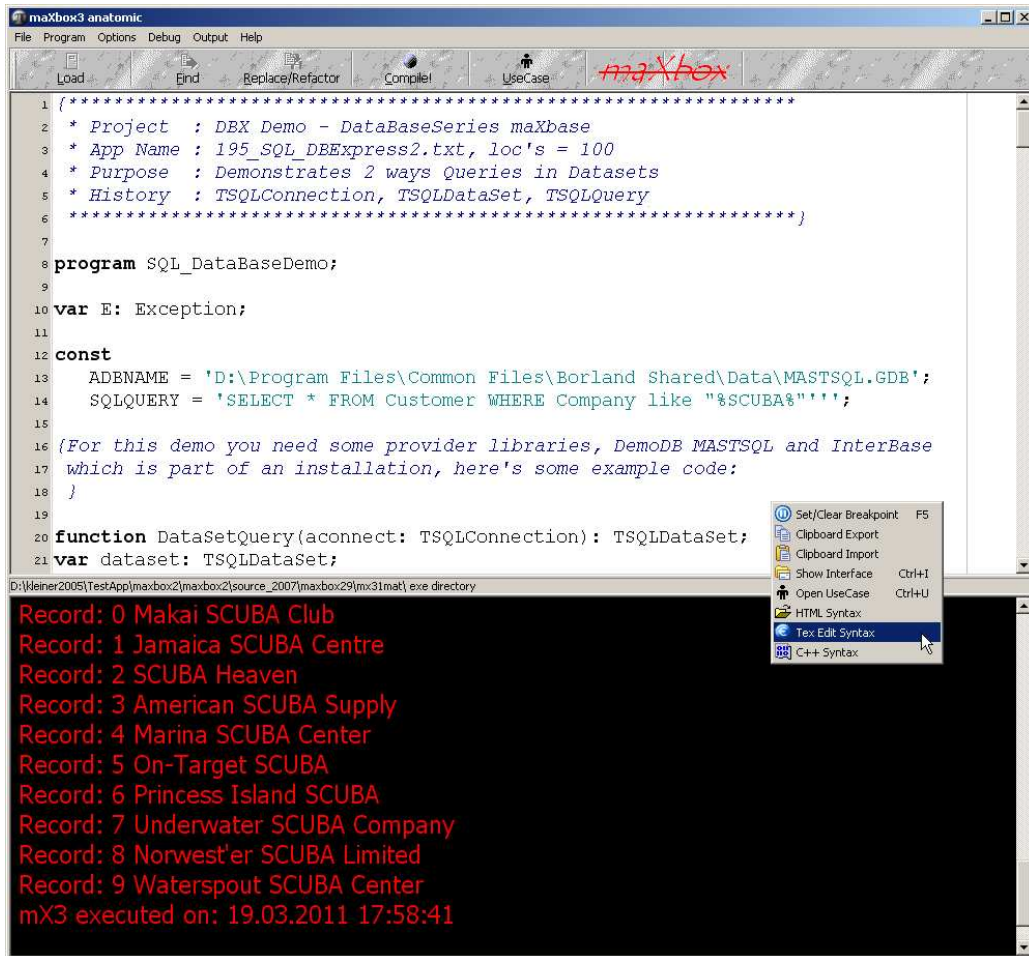 maXbox3 anatomic
File Program Options Debug Output Help
Load Find Replace/Refactor Compile! UseCase maXbox
1 {****************************************************************
2 * Project : DBX Demo - DataBaseSeries maXbase
3 * App Name : 195_SQL_DBExpress2.txt, loc's = 100
4 * Purpose : Demonstrates 2 ways Queries in Datasets
5 * History : TSQLConnection, TSQLDataSet, TSQLQuery
6 ****************************************************************}
7
8 program SQL_DataBaseDemo;
9
10 var E: Exception;
11
12 const
13 ADBNAME = 'D:\Program Files\Common Files\Borland Shared\Data\MASTSQL.GDB';
14 SQLQUERY = 'SELECT * FROM Customer WHERE Company like "%SCUBA%"''';
15
16 {For this demo you need some provider libraries, DemoDB MASTSQL and InterBase
17 which is part of an installation, here's some example code:
18 }
19
20 function DataSetQuery(aconnect: TSQLConnection): TSQLDataSet;
21 var dataset: TSQLDataSet;
Set/Clear Breakpoint F5
Clipboard Export
Clipboard Import
Show Interface Ctrl+I
Open UseCase Ctrl+U
HTML Syntax
Tex Edit Syntax
C++ Syntax
D:\kleiner2005\TestApp\maxbox2\maxbox2\source_2007\maxbox29\mx31mat\ exe directory
Record: 0 Makai SCUBA Club
Record: 1 Jamaica SCUBA Centre
Record: 2 SCUBA Heaven
Record: 3 American SCUBA Supply
Record: 4 Marina SCUBA Center
Record: 5 On-Target SCUBA
Record: 6 Princess Island SCUBA
Record: 7 Underwater SCUBA Company
Record: 8 Norwest'er SCUBA Limited
Record: 9 Waterspout SCUBA Center
mX3 executed on: 19.03.2011 17:58:41